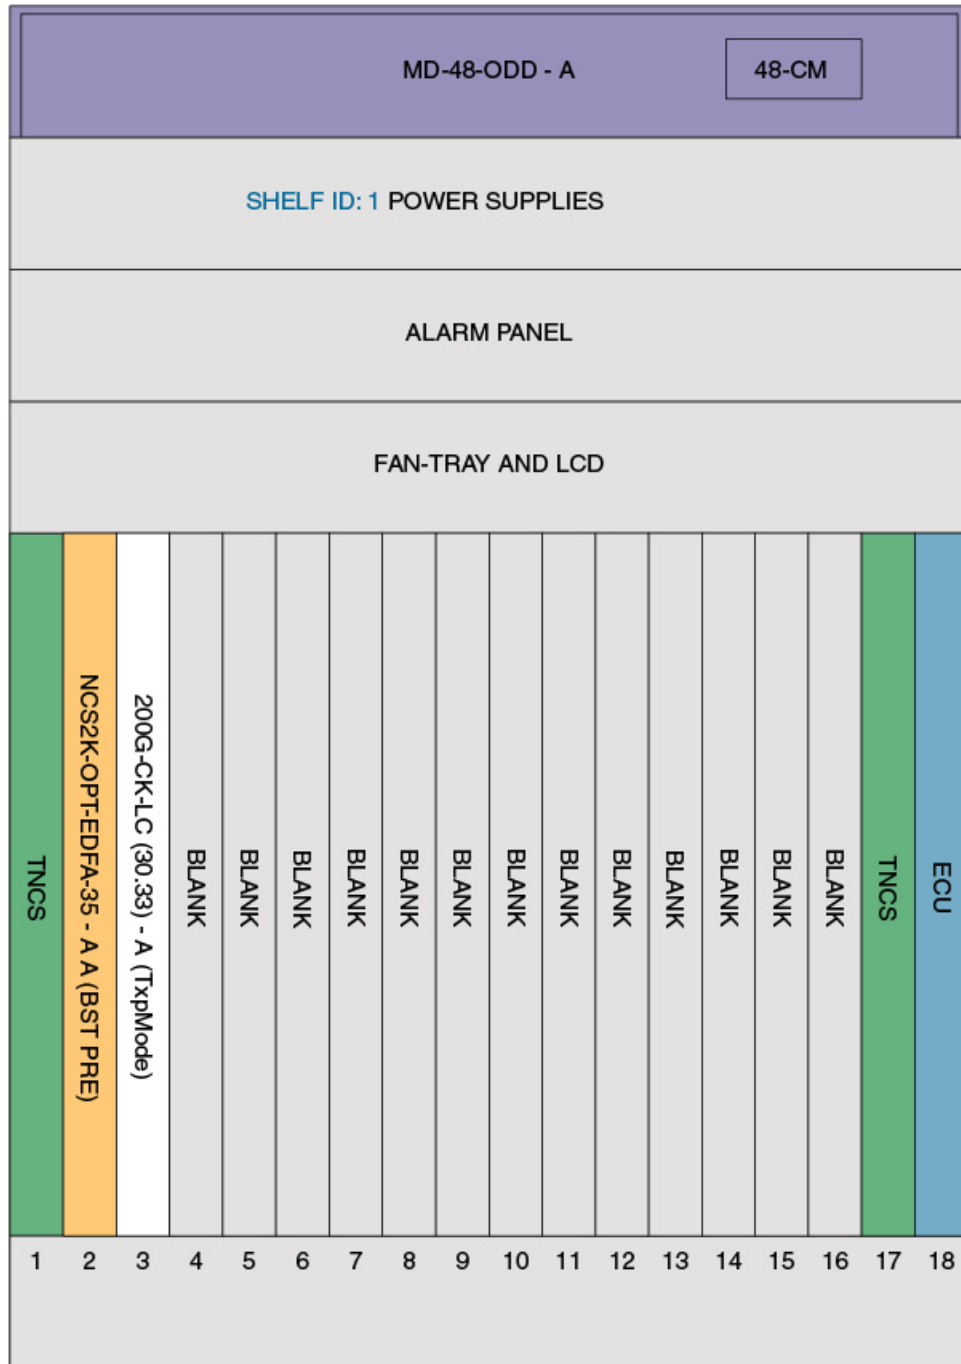 MD-48-ODD - A
48-CM
SHELF ID: 1 POWER SUPPLIES
ALARM PANEL
FAN-TRAY AND LCD
TNCS
NCS2K-OPT-EDFA-35 - A A (BST PRE)
200G-CK-LC (30.33) - A (TxpMode)
BLANK
BLANK
BLANK
BLANK
BLANK
BLANK
BLANK
BLANK
BLANK
BLANK
BLANK
BLANK
BLANK
TNCS
ECU
1 2 3 4 5 6 7 8 9 10 11 12 13 14 15 16 17 18